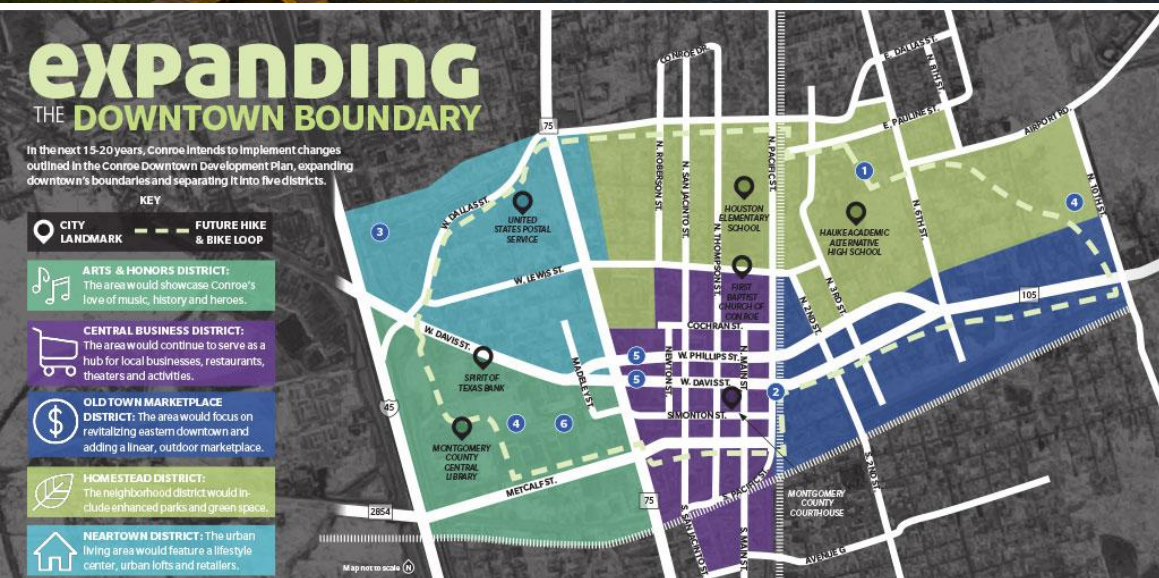 expanding
THE DOWNTOWN BOUNDARY
In the next 15-20 years, Conroe intends to implement changes
outlined in the Conroe Downtown Development Plan, expanding
downtown's boundaries and separating it into five districts.
KEY
CITY
LANDMARK
FUTURE HIKE
& BIKE LOOP
ARTS & HONORS DISTRICT:
The area would showcase Conroe's
love of music, history and heroes.
CENTRAL BUSINESS DISTRICT:
The area would continue to serve as a
hub for local businesses, restaurants,
theaters and activities.
$
OLD TOWN MARKETPLACE
DISTRICT: The area would focus on
revitalizing eastern downtown and
adding a linear, outdoor marketplace.
HOMESTEAD DISTRICT:
The neighborhood district would in-
clude enhanced parks and green space.
NEARTOWN DISTRICT: The urban
living area would feature a lifestyle
center, urban lofts and retailers.
Map not to scale N
CONROE DR.
E. DALLAS ST.
N. 8TH ST.
E. PAULINE ST.
AIRPORT RD.
75
N. ROBERSON ST.
N. SAN JACINTO ST.
N. THOMPSON ST.
N. PACIFIC ST.
1
N. 10TH ST.
4
W. DALLAS ST.
UNITED
STATES POSTAL
SERVICE
3
HOUSTON
ELEMENTARY
SCHOOL
HAUKE ACADEMIC
ALTERNATIVE
HIGH SCHOOL
N. 6TH ST.
W. LEWIS ST.
FIRST
BAPTIST
CHURCH OF
CONROE
N. 2ND ST.
N. 3RD ST.
105
W. DAVIS ST.
COCHRAN ST.
SPIRIT OF
TEXAS BANK
MADELEY ST.
5
W. PHILLIPS ST.
NEWTON ST.
N. MAIN ST.
5
W. DAVIS ST.
2
45
SIMONTON ST.
4
6
MONTGOMERY
COUNTY
CENTRAL
LIBRARY
METCALF ST.
2854
75
S. PACIFIC ST.
S. 2ND ST.
MONTGOMERY
COUNTY
COURTHOUSE
S. SAN JACINTO ST.
S. MAIN ST.
AVENUE G